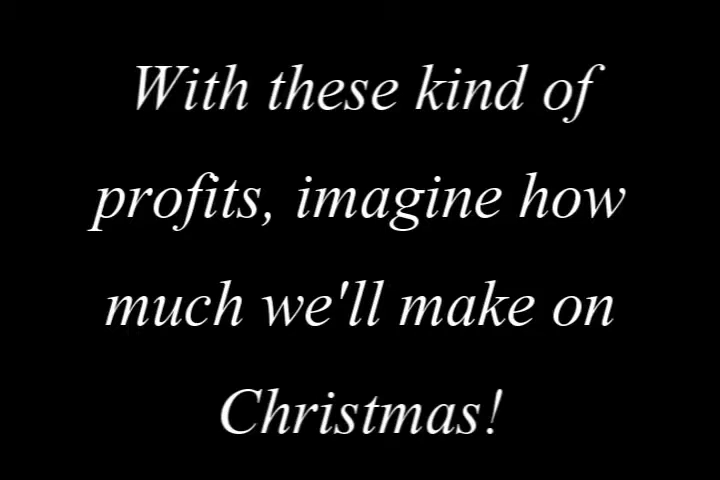 With these kind of
profits, imagine how
much we'll make on
Christmas!